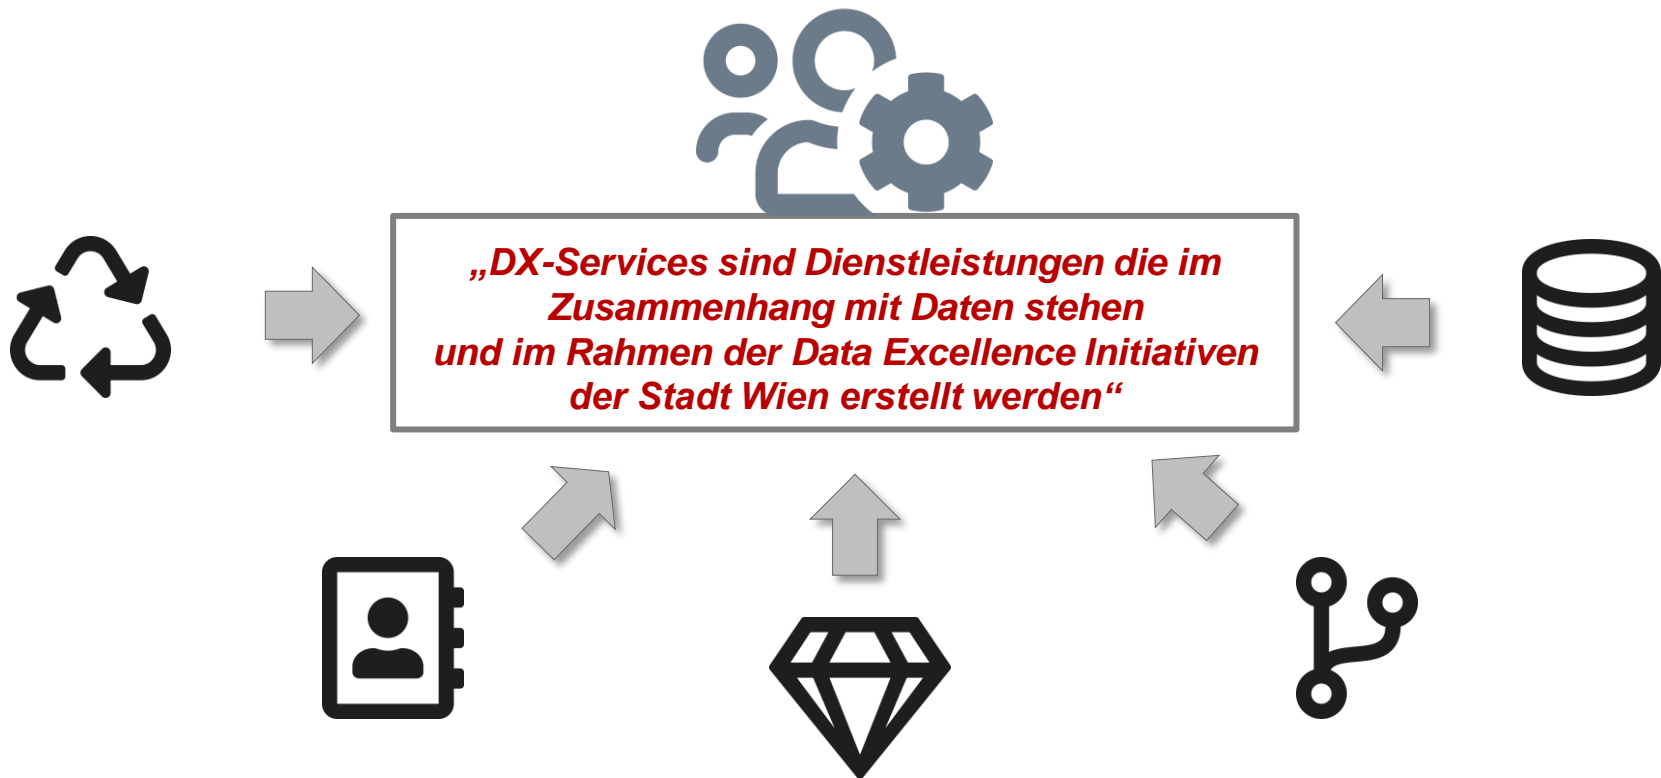 „DX-Services sind Dienstleistungen die im
Zusammenhang mit Daten stehen
und im Rahmen der Data Excellence Initiativen
der Stadt Wien erstellt werden“